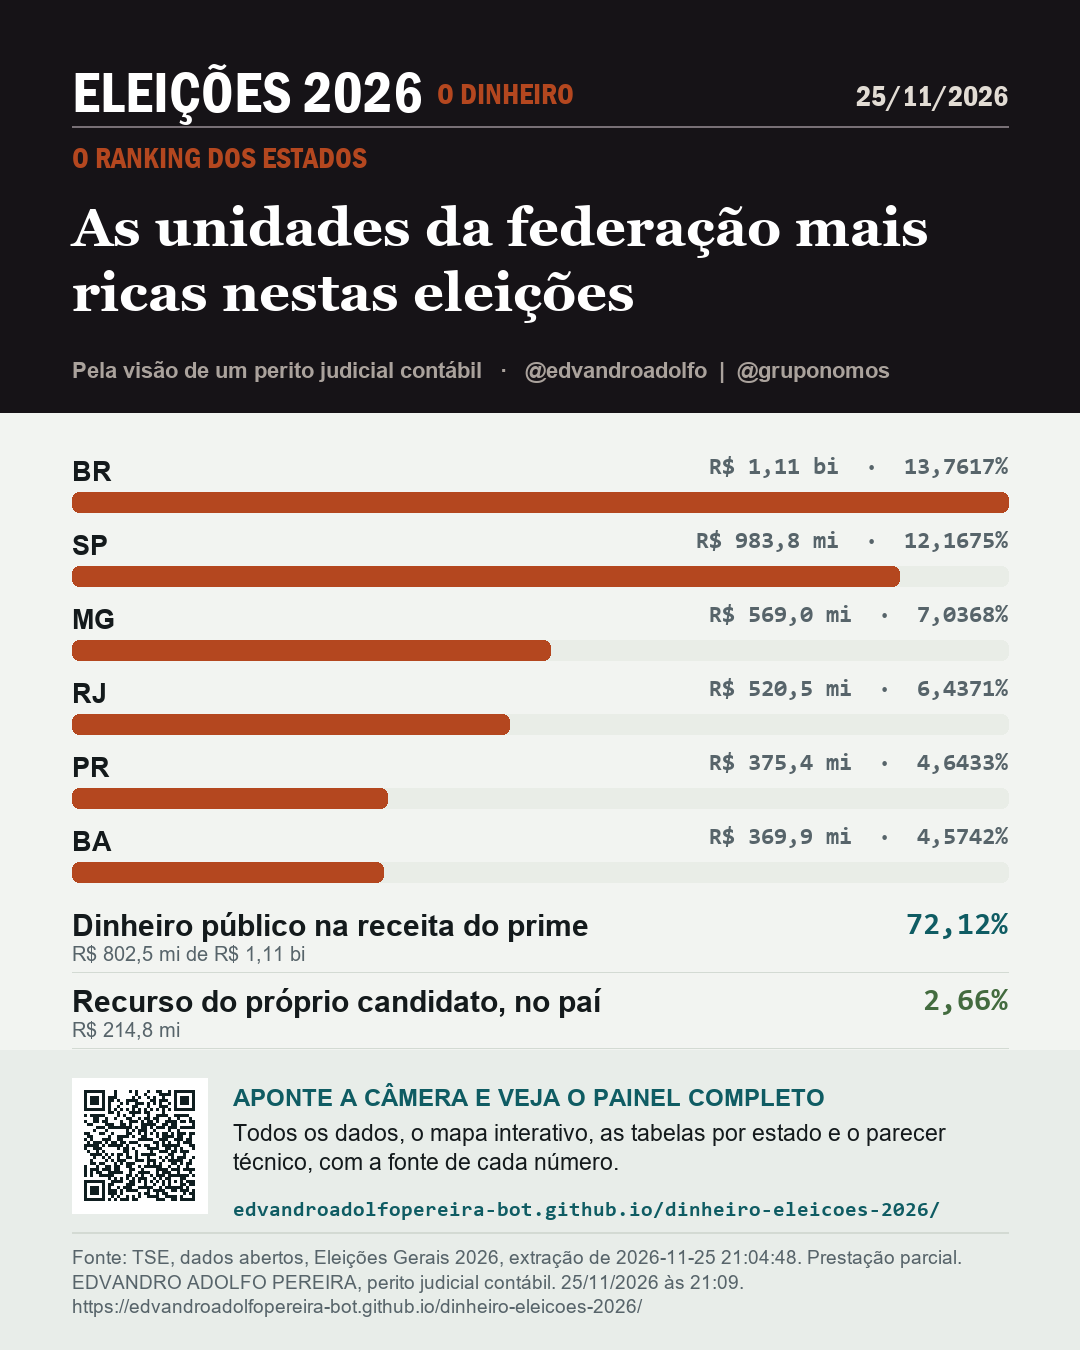 ELEIÇÕES 2026 O DINHEIRO 25/11/2026
O RANKING DOS ESTADOS
As unidades da federação mais
ricas nestas eleições
Pela visão de um perito judicial contábil · @edvandroadolfo | @gruponomos
BR R$ 1,11 bi · 13,7617%
SP R$ 983,8 mi · 12,1675%
MG R$ 569,0 mi · 7,0368%
RJ R$ 520,5 mi · 6,4371%
PR R$ 375,4 mi · 4,6433%
BA R$ 369,9 mi · 4,5742%
Dinheiro público na receita do prime 72,12%
R$ 802,5 mi de R$ 1,11 bi
Recurso do próprio candidato, no paí 2,66%
R$ 214,8 mi
APONTE A CÂMERA E VEJA O PAINEL COMPLETO
Todos os dados, o mapa interativo, as tabelas por estado e o parecer
técnico, com a fonte de cada número.
edvandroadolfopereira-bot.github.io/dinheiro-eleicoes-2026/
Fonte: TSE, dados abertos, Eleições Gerais 2026, extração de 2026-11-25 21:04:48. Prestação parcial.
EDVANDRO ADOLFO PEREIRA, perito judicial contábil. 25/11/2026 às 21:09.
https://edvandroadolfopereira-bot.github.io/dinheiro-eleicoes-2026/